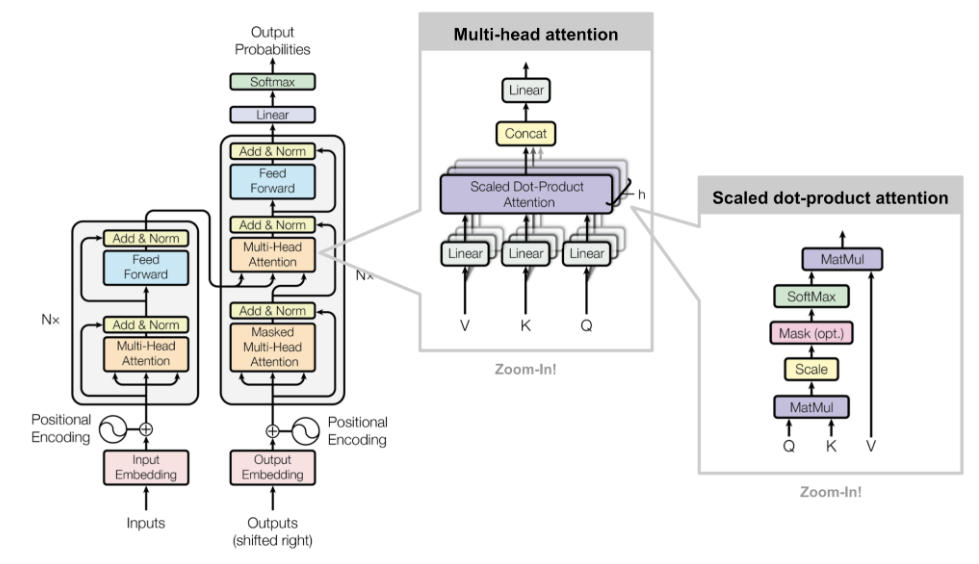 Output
Probabilities
Softmax
Linear
Add & Norm
Feed
Forward
Add & Norm
Multi-Head
Attention
Add & Norm
Masked
Multi-Head
Attention
Nx
Positional
Encoding
Output
Embedding
Outputs
(shifted right)
Add & Norm
Feed
Forward
Add & Norm
Multi-Head
Attention
Nx
Positional
Encoding
Input
Embedding
Inputs
Multi-head attention
Linear
Concat
Scaled Dot-Product
Attention
h
Linear Linear Linear
V K Q
Zoom-In!
Scaled dot-product attention
MatMul
SoftMax
Mask (opt.)
Scale
MatMul
Q K V
Zoom-In!